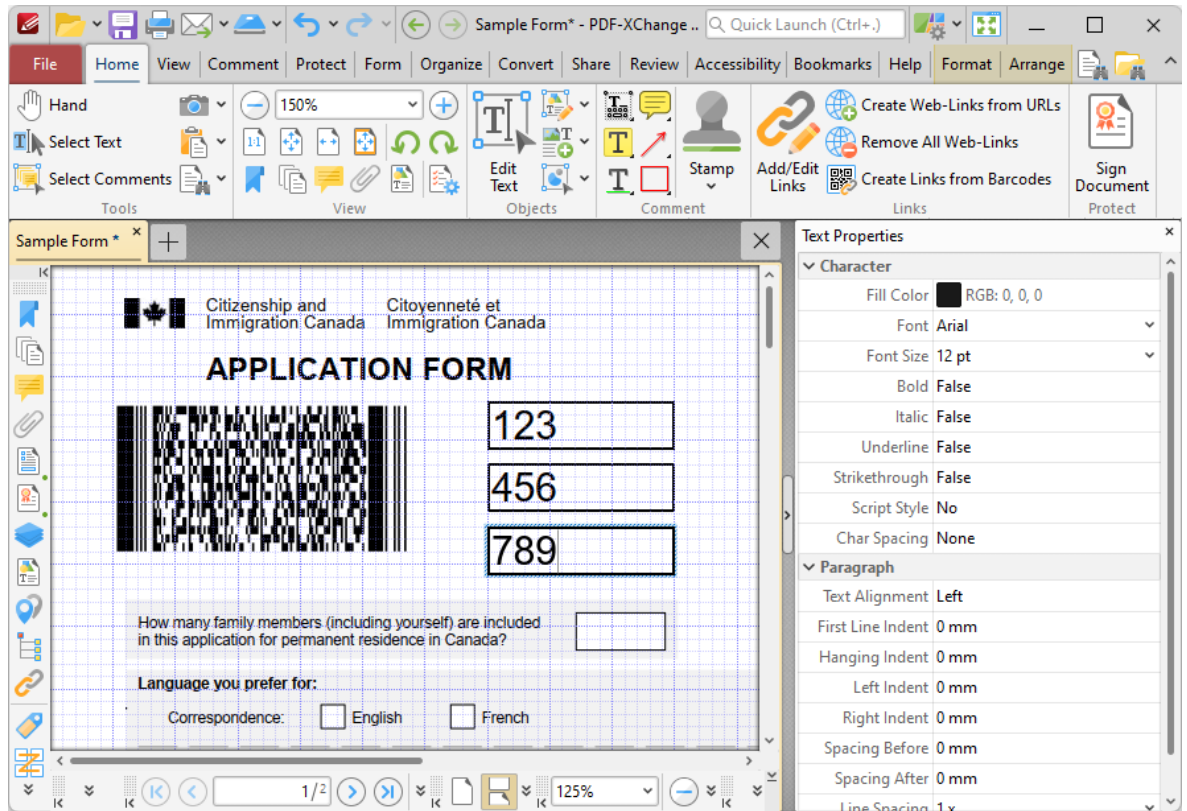 Sample Form* - PDF-XChange ..
Quick Launch (Ctrl+.)
File
Home
View
Comment
Protect
Form
Organize
Convert
Share
Review
Accessibility
Bookmarks
Help
Format
Arrange
Hand
Select Text
Select Comments
Tools
150%
1:1
View
Edit
Text
Objects
Stamp
Comment
Add/Edit
Links
Create Web-Links from URLs
Remove All Web-Links
Create Links from Barcodes
Links
Sign
Document
Protect
Sample Form *
Citizenship and
Immigration Canada
Citoyenneté et
Immigration Canada
APPLICATION FORM
123
456
789
How many family members (including yourself) are included
in this application for permanent residence in Canada?
Language you prefer for:
Correspondence:
English
French
1/2
125%
Text Properties
Character
Fill Color RGB: 0, 0, 0
Font Arial
Font Size 12 pt
Bold False
Italic False
Underline False
Strikethrough False
Script Style No
Char Spacing None
Paragraph
Text Alignment Left
First Line Indent 0 mm
Hanging Indent 0 mm
Left Indent 0 mm
Right Indent 0 mm
Spacing Before 0 mm
Spacing After 0 mm
Line Spacing 1 x